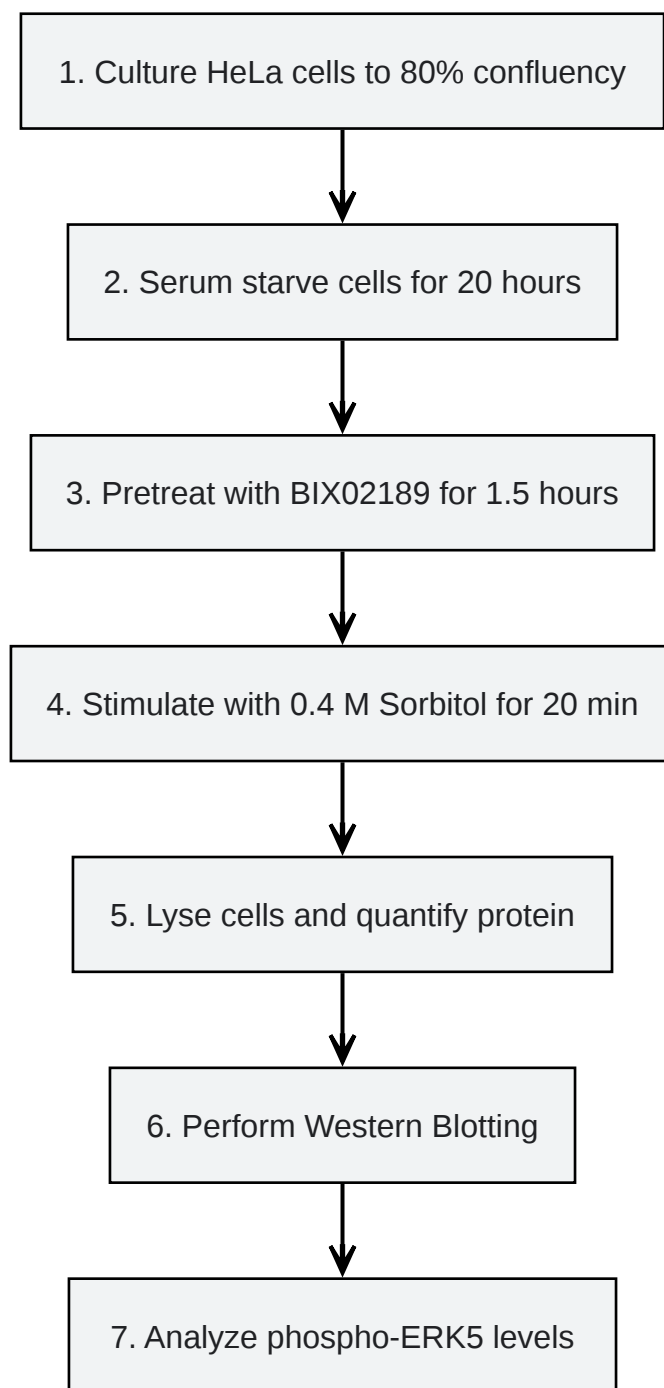 1. Culture HeLa cells to 80% confluency
2. Serum starve cells for 20 hours
3. Pretreat with BIX02189 for 1.5 hours
4. Stimulate with 0.4 M Sorbitol for 20 min
5. Lyse cells and quantify protein
6. Perform Western Blotting
7. Analyze phospho-ERK5 levels